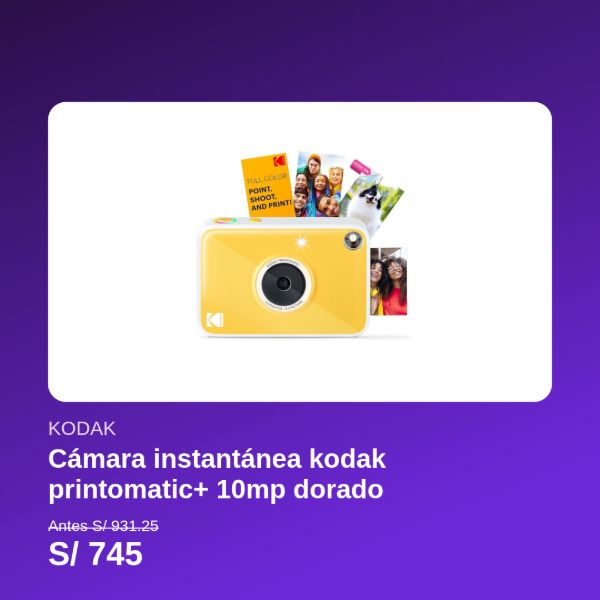 FULL COLOR
POINT,
SHOOT,
AND PRINT!
KODAK
Cámara instantánea kodak
printomatic+ 10mp dorado
Antes S/ 931.25
S/ 745